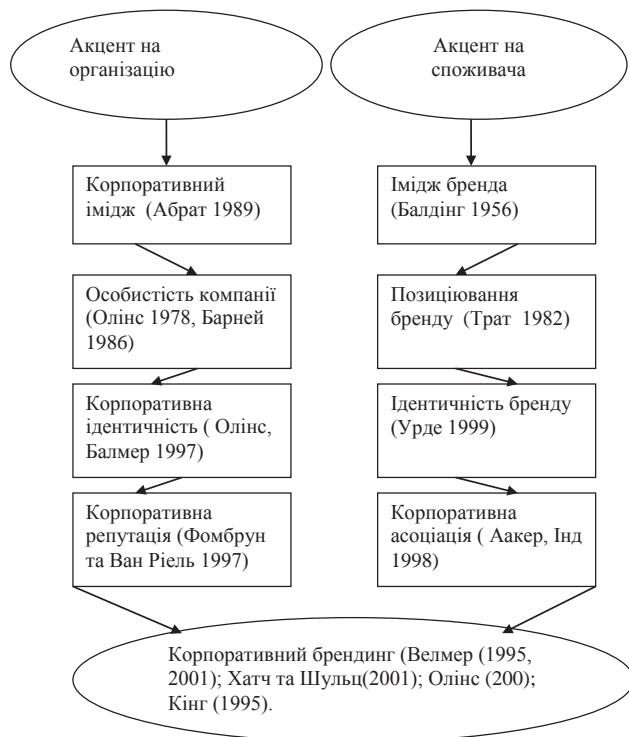 Акцент на
організацію
Акцент на
споживача
Корпоративний
імідж (Абрат 1989)
Імідж бренда
(Балдінг 1956)
Особистість компанії
(Олінс 1978, Барней
1986)
Позиціювання
бренду (Трат 1982)
Корпоративна
ідентичність ( Олінс,
Балмер 1997)
Ідентичність бренду
(Урде 1999)
Корпоративна
репутація (Фомбрун
та Ван Ріель 1997)
Корпоративна
асоціація ( Аакер, Інд
1998)
Корпоративний брендинг (Велмер (1995,
2001); Хатч та Шульц(2001); Олінс (200);
Кінг (1995).